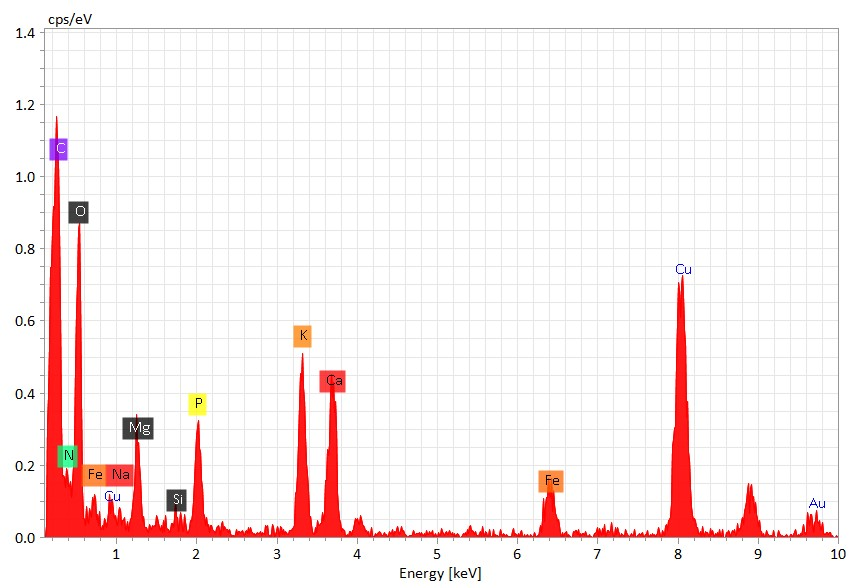 cps/eV
1.4
1.2
1.0
0.8
0.6
0.4
0.2
0.0
C
O
N
Fe
Na
Cu
Mg
Si
P
K
Ca
Fe
Cu
Au
1 2 3 4 5 6 7 8 9 10
Energy [keV]